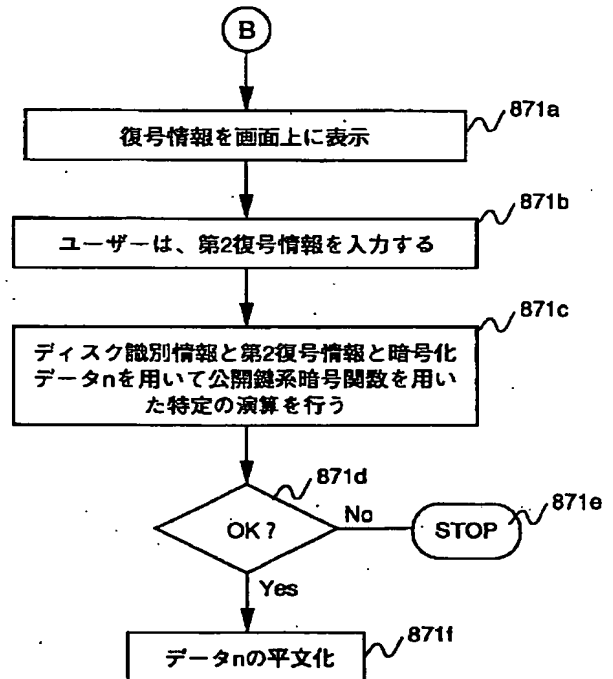 B
復号情報を画面上に表示
871a
ユーザーは、第2復号情報を入力する
871b
ディスク識別情報と第2復号情報と暗号化
データnを用いて公開鍵系暗号関数を用い
た特定の演算を行う
871c
OK?
871d
No
STOP
871e
Yes
データnの平文化
871f